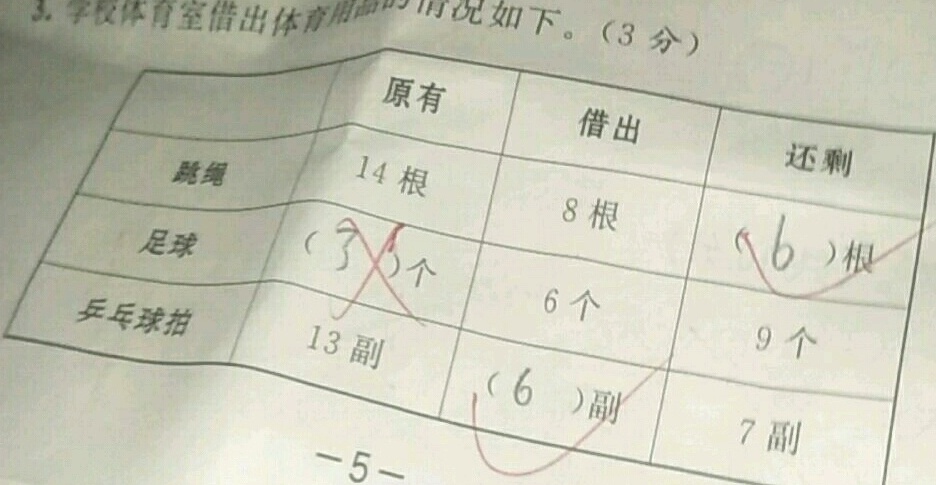 3. 学校体育室借出体育用品的情况如下。(3 分)
原有 借出 还剩
跳绳 14 根 8 根 ( 6 )根
足球 ( 3 )个 6 个 9 个
乒乓球拍 13 副 ( 6 )副 7 副
-5-